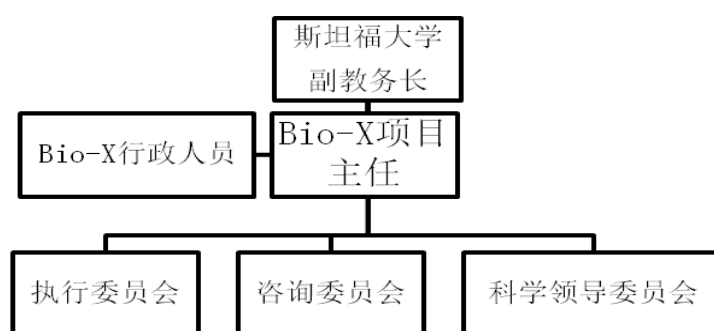 斯坦福大学
副教务长
Bio-X行政人员
Bio-X项目
主任
执行委员会
咨询委员会
科学领导委员会